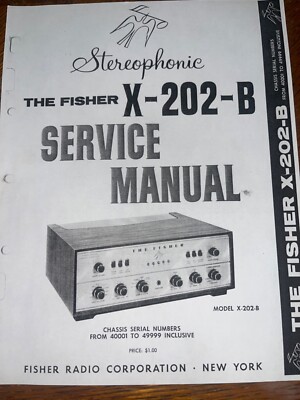 Stereophonic
THE FISHER X-202-B
SERVICE
MANUAL
THE FISHER
MODEL X-202-B
CHASSIS SERIAL NUMBERS
FROM 40001 TO 49999 INCLUSIVE
PRICE: $1.00
FISHER RADIO CORPORATION · NEW YORK
CHASSIS SERIAL NUMBERS
FROM 40001 TO 49999 INCLUSIVE
THE FISHER X-202-B